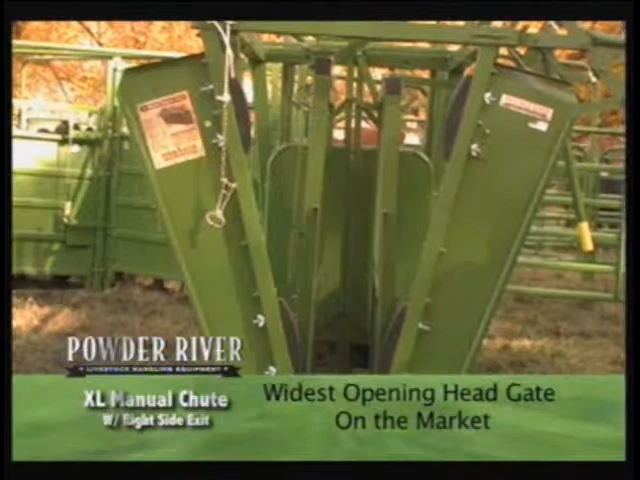 POWDER RIVER
LIVESTOCK HANDLING EQUIPMENT
XL Manual Chute
W/ Right Side Exit
Widest Opening Head Gate
On the Market